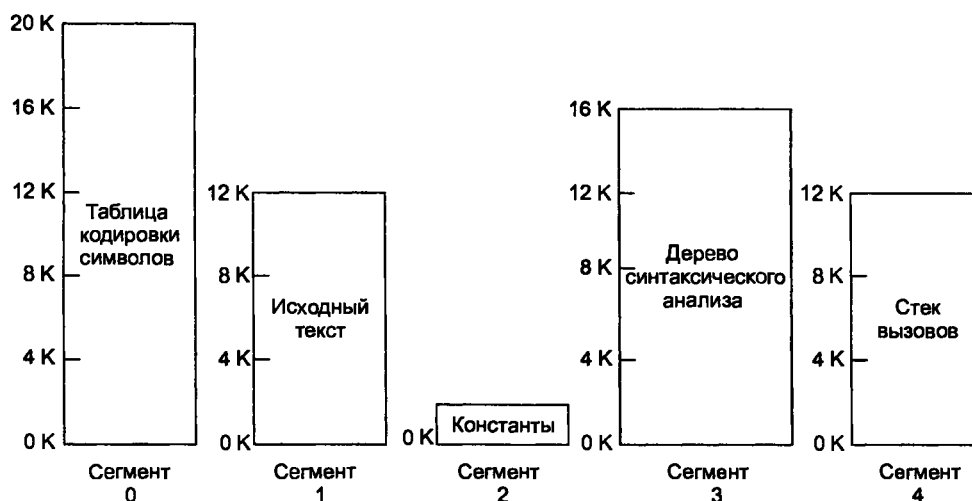 20 K
16 K
12 K
8 K
4 K
0 K
Таблица
кодировки
символов
Сегмент
0
12 K
8 K
4 K
0 K
Исходный
текст
Сегмент
1
0 K
Константы
Сегмент
2
16 K
12 K
8 K
4 K
0 K
Дерево
синтаксического
анализа
Сегмент
3
12 K
8 K
4 K
0 K
Стек
вызовов
Сегмент
4